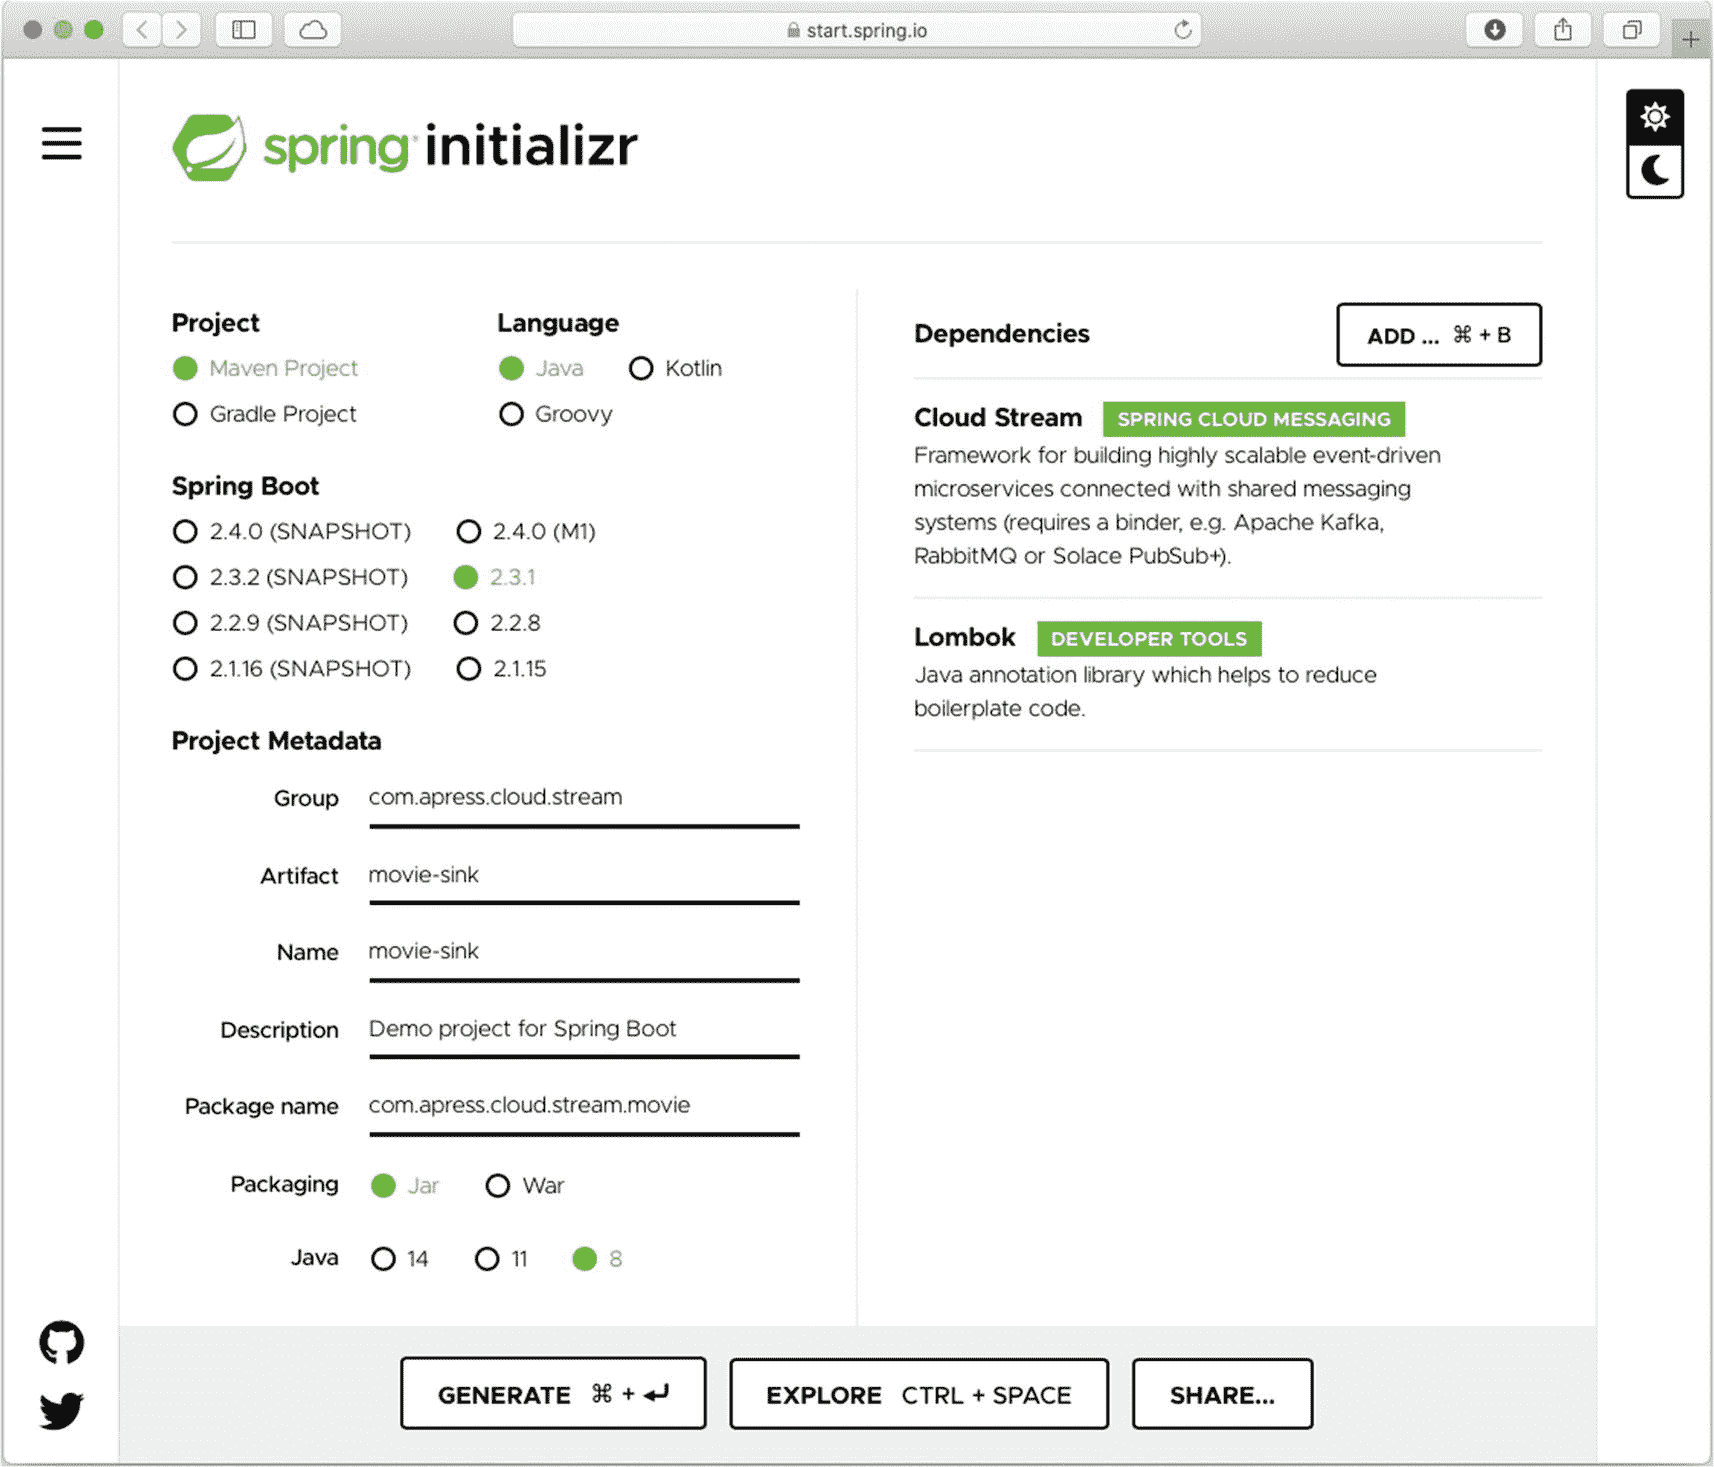 start.spring.io
spring initializr
Project
Maven Project
Gradle Project
Language
Java Kotlin
Groovy
Spring Boot
2.4.0 (SNAPSHOT) 2.4.0 (M1)
2.3.2 (SNAPSHOT) 2.3.1
2.2.9 (SNAPSHOT) 2.2.8
2.1.16 (SNAPSHOT) 2.1.15
Project Metadata
Group com.apress.cloud.stream
Artifact movie-sink
Name movie-sink
Description Demo project for Spring Boot
Package name com.apress.cloud.stream.movie
Packaging Jar War
Java 14 11 8
Dependencies
ADD ... ⌘ + B
Cloud Stream SPRING CLOUD MESSAGING
Framework for building highly scalable event-driven
microservices connected with shared messaging
systems (requires a binder, e.g. Apache Kafka,
RabbitMQ or Solace PubSub+).
Lombok DEVELOPER TOOLS
Java annotation library which helps to reduce
boilerplate code.
GENERATE ⌘ + ↵
EXPLORE CTRL + SPACE
SHARE...